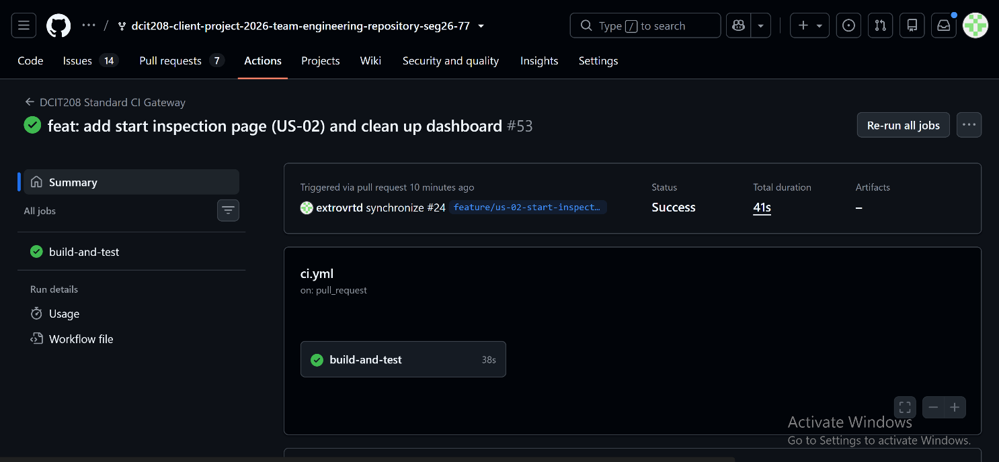 ··· / dcit208-client-project-2026-team-engineering-repository-seg26-77
Type / to search
Code Issues 14 Pull requests 7 Actions Projects Wiki Security and quality Insights Settings
← DCIT208 Standard CI Gateway
feat: add start inspection page (US-02) and clean up dashboard #53
Re-run all jobs ···
Summary
All jobs
build-and-test
Run details
Usage
Workflow file
Triggered via pull request 10 minutes ago
extrovrtd synchronize #24 feature/us-02-start-inspect…
Status
Success
Total duration
41s
Artifacts
–
ci.yml
on: pull_request
build-and-test 38s
Activate Windows
Go to Settings to activate Windows.